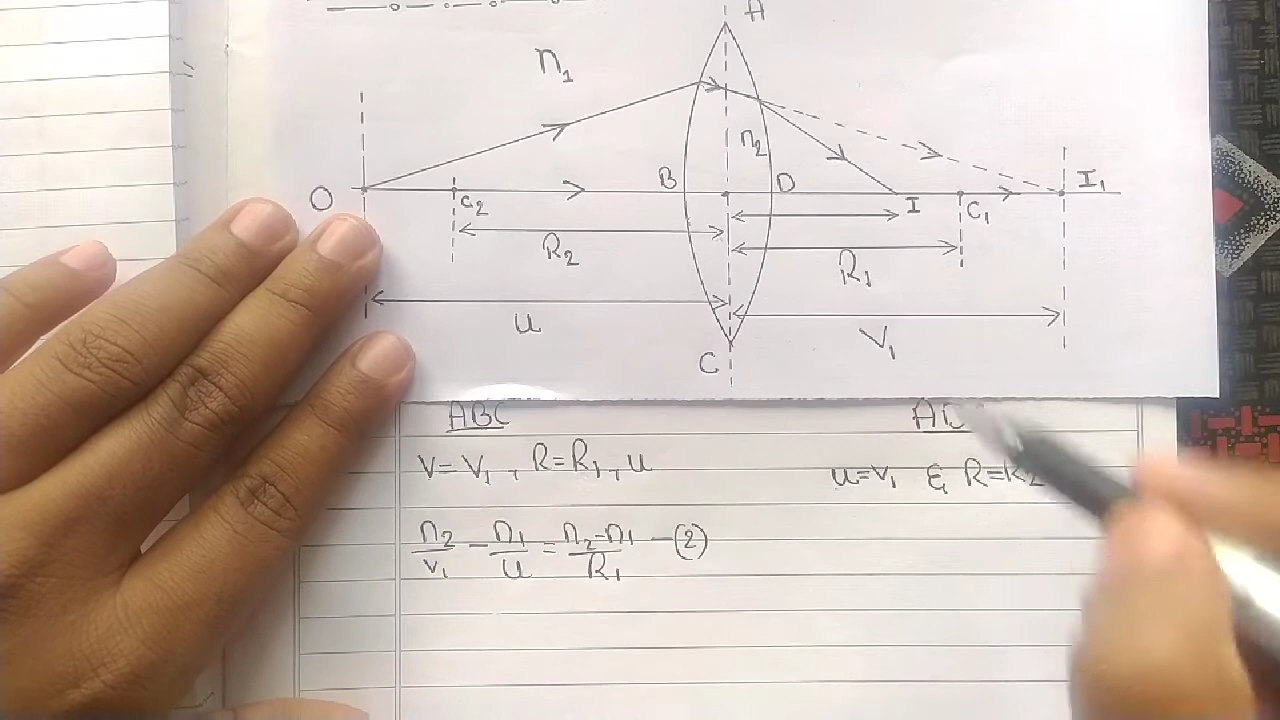 A
n₁
n₂
O C₂ B D I C₁ I₁
R₂ R₁
u V₁
C
ABC
V=V₁, R=R₁, u u=v₁ & R=R₂
n₂/v₁ - n₁/u = n₂-n₁/R₁ -(2)